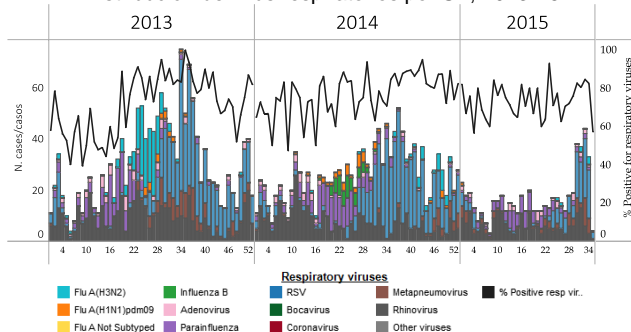 2013 2014 2015
100
60 80
40 60
40
20 20
0 0
N. cases/casos
% Positive for respiratory viruses
4 10 16 22 28 34 40 46 52 4 10 16 22 28 34 40 46 52 4 10 16 22 28 34
Respiratory viruses
Flu A(H3N2) Influenza B RSV Metapneumovirus % Positive resp vir..
Flu A(H1N1)pdm09 Adenovirus Bocavirus Rhinovirus
Flu A Not Subtyped Parainfluenza Coronavirus Other viruses